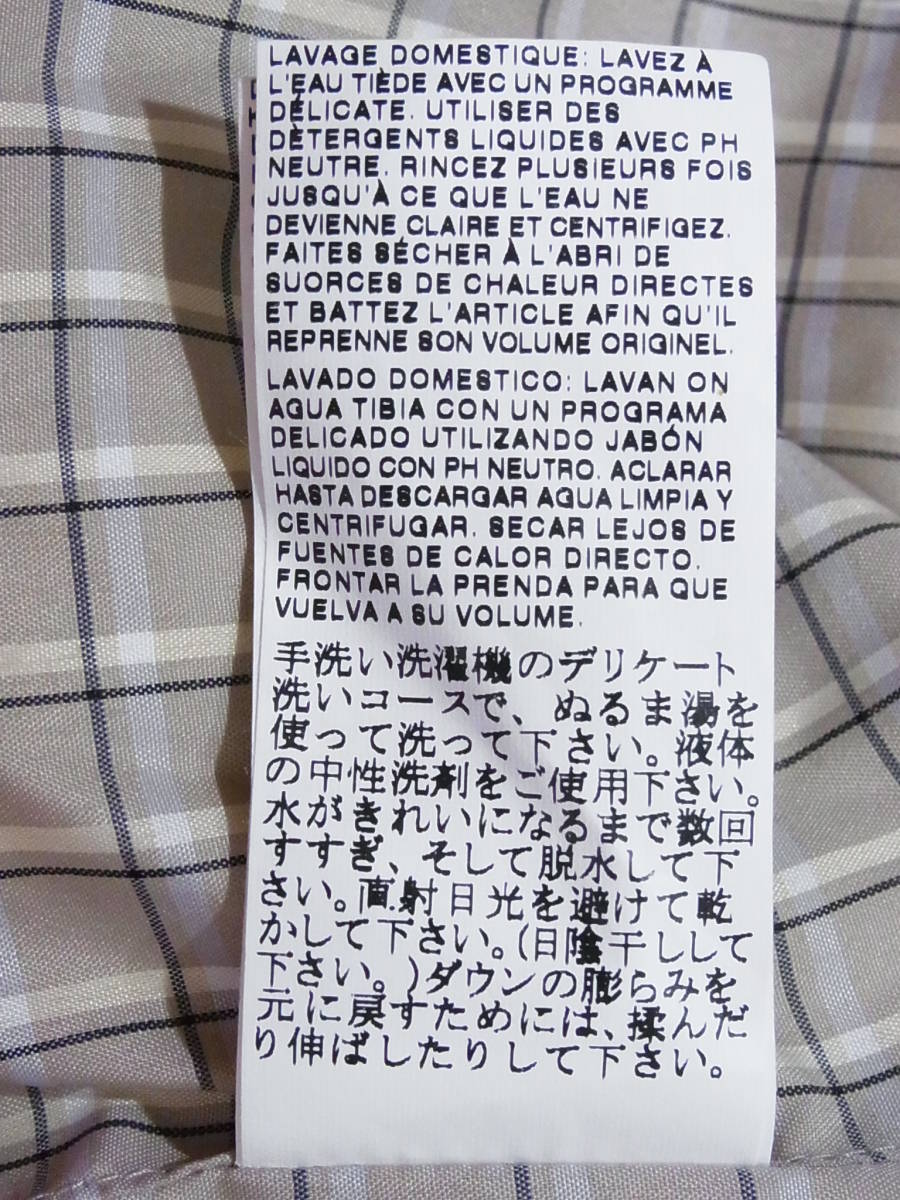 LAVAGE DOMESTIQUE: LAVEZ À
L'EAU TIÈDE AVEC UN PROGRAMME
DÉLICATE. UTILISER DES
DÈTERGENTS LIQUIDES AVEC PH
NEUTRE. RINCEZ PLUSIEURS FOIS
JUSQU'À CE QUE L'EAU NE
DEVIENNE CLAIRE ET CENTRIFIGEZ.
FAITES SÉCHER À L'ABRI DE
SUORCES DE CHALEUR DIRECTES
ET BATTEZ L'ARTICLE AFIN QU'IL
REPRENNE SON VOLUME ORIGINEL.
LAVADO DOMESTICO: LAVAN ON
AGUA TIBIA CON UN PROGRAMA
DELICADO UTILIZANDO JABÓN
LIQUIDO CON PH NEUTRO. ACLARAR
HASTA DESCARGAR AGUA LIMPIA Y
CENTRIFUGAR. SECAR LEJOS DE
FUENTES DE CALOR DIRECTO.
FRONTAR LA PRENDA PARA QUE
VUELVA A SU VOLUME.
手洗い洗濯機のデリケート
洗いコースで、ぬるま湯を
使って洗って下さい。液体
の中性洗剤をご使用下さい。
水がきれいになるまで数回
すすぎ、そして脱水して下
さい。直射日光を避けて乾
かして下さい。(日陰干しして
下さい。)ダウンの膨らみを
元に戻すためには、揉んだ
り伸ばしたりして下さい。